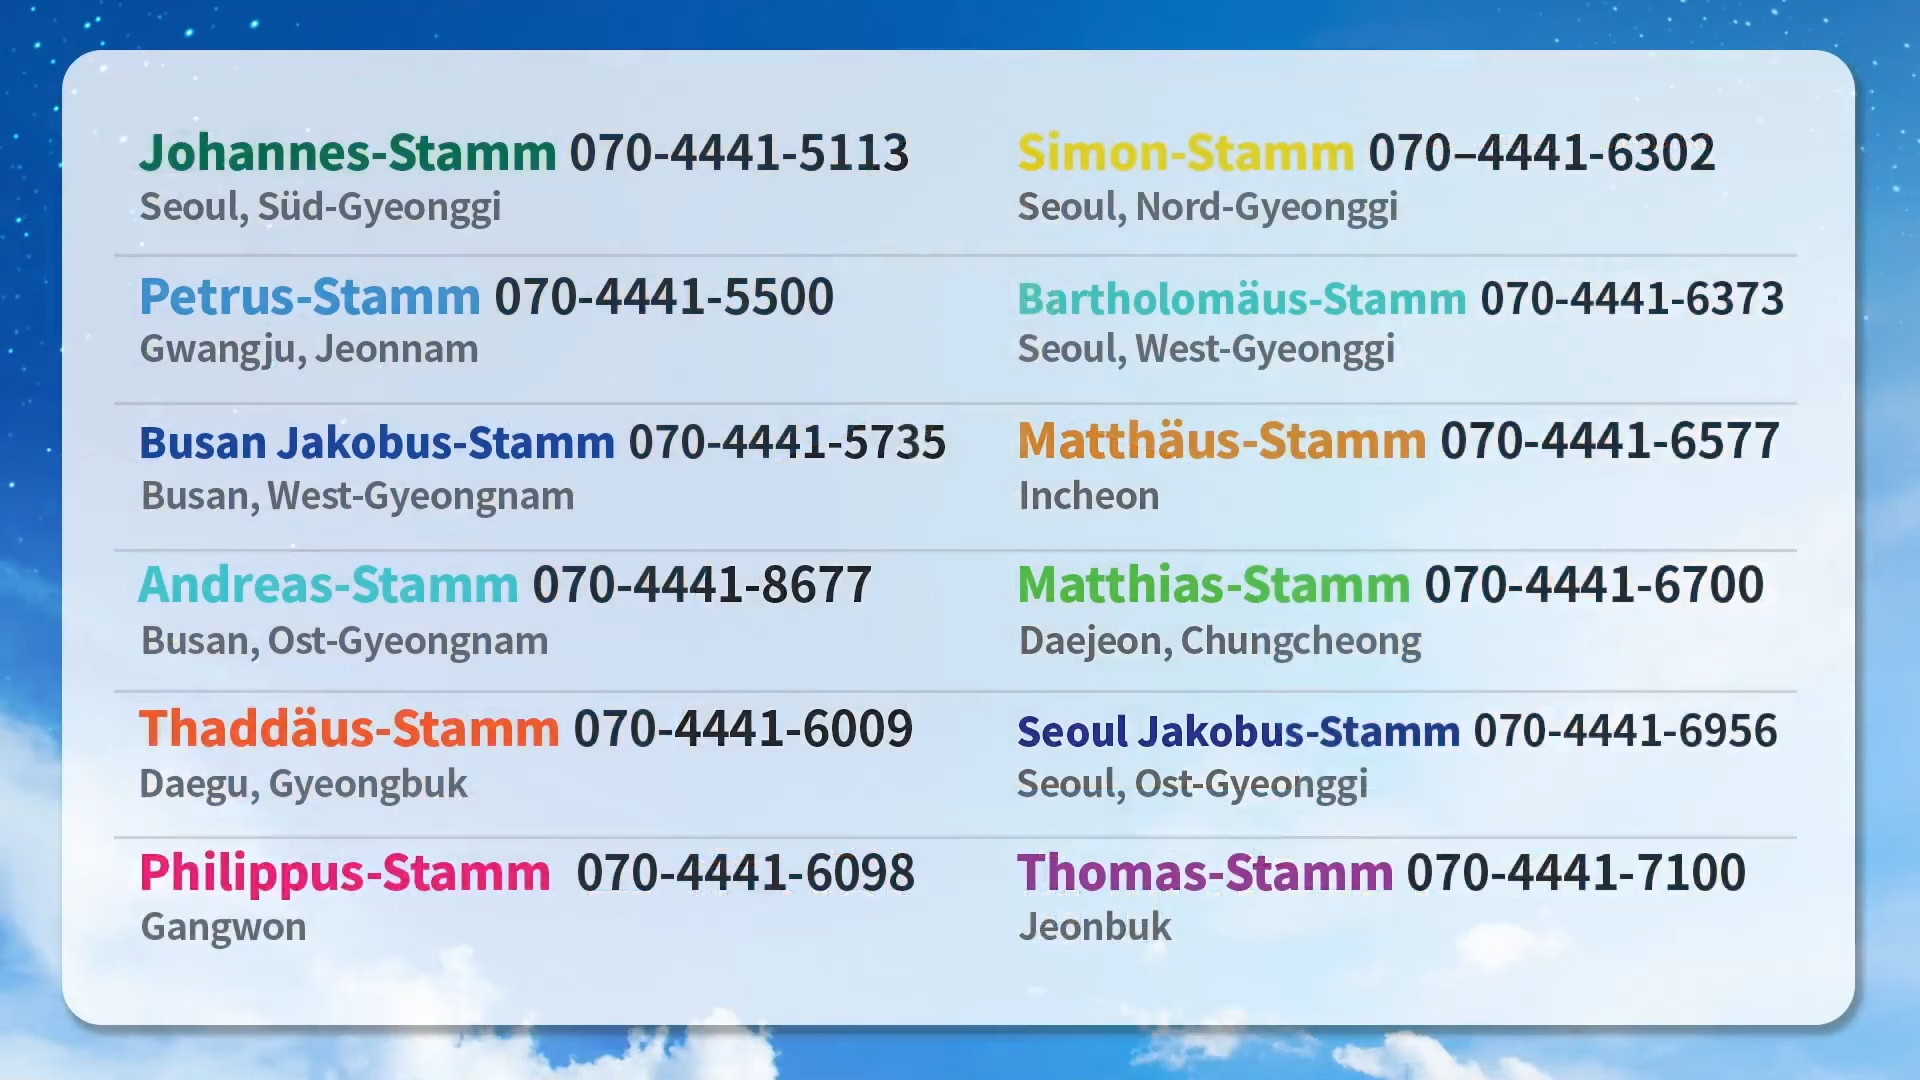 Johannes-Stamm 070-4441-5113
Seoul, Süd-Gyeonggi
Petrus-Stamm 070-4441-5500
Gwangju, Jeonnam
Busan Jakobus-Stamm 070-4441-5735
Busan, West-Gyeongnam
Andreas-Stamm 070-4441-8677
Busan, Ost-Gyeongnam
Thaddäus-Stamm 070-4441-6009
Daegu, Gyeongbuk
Philippus-Stamm 070-4441-6098
Gangwon
Simon-Stamm 070–4441-6302
Seoul, Nord-Gyeonggi
Bartholomäus-Stamm 070-4441-6373
Seoul, West-Gyeonggi
Matthäus-Stamm 070-4441-6577
Incheon
Matthias-Stamm 070-4441-6700
Daejeon, Chungcheong
Seoul Jakobus-Stamm 070-4441-6956
Seoul, Ost-Gyeonggi
Thomas-Stamm 070-4441-7100
Jeonbuk